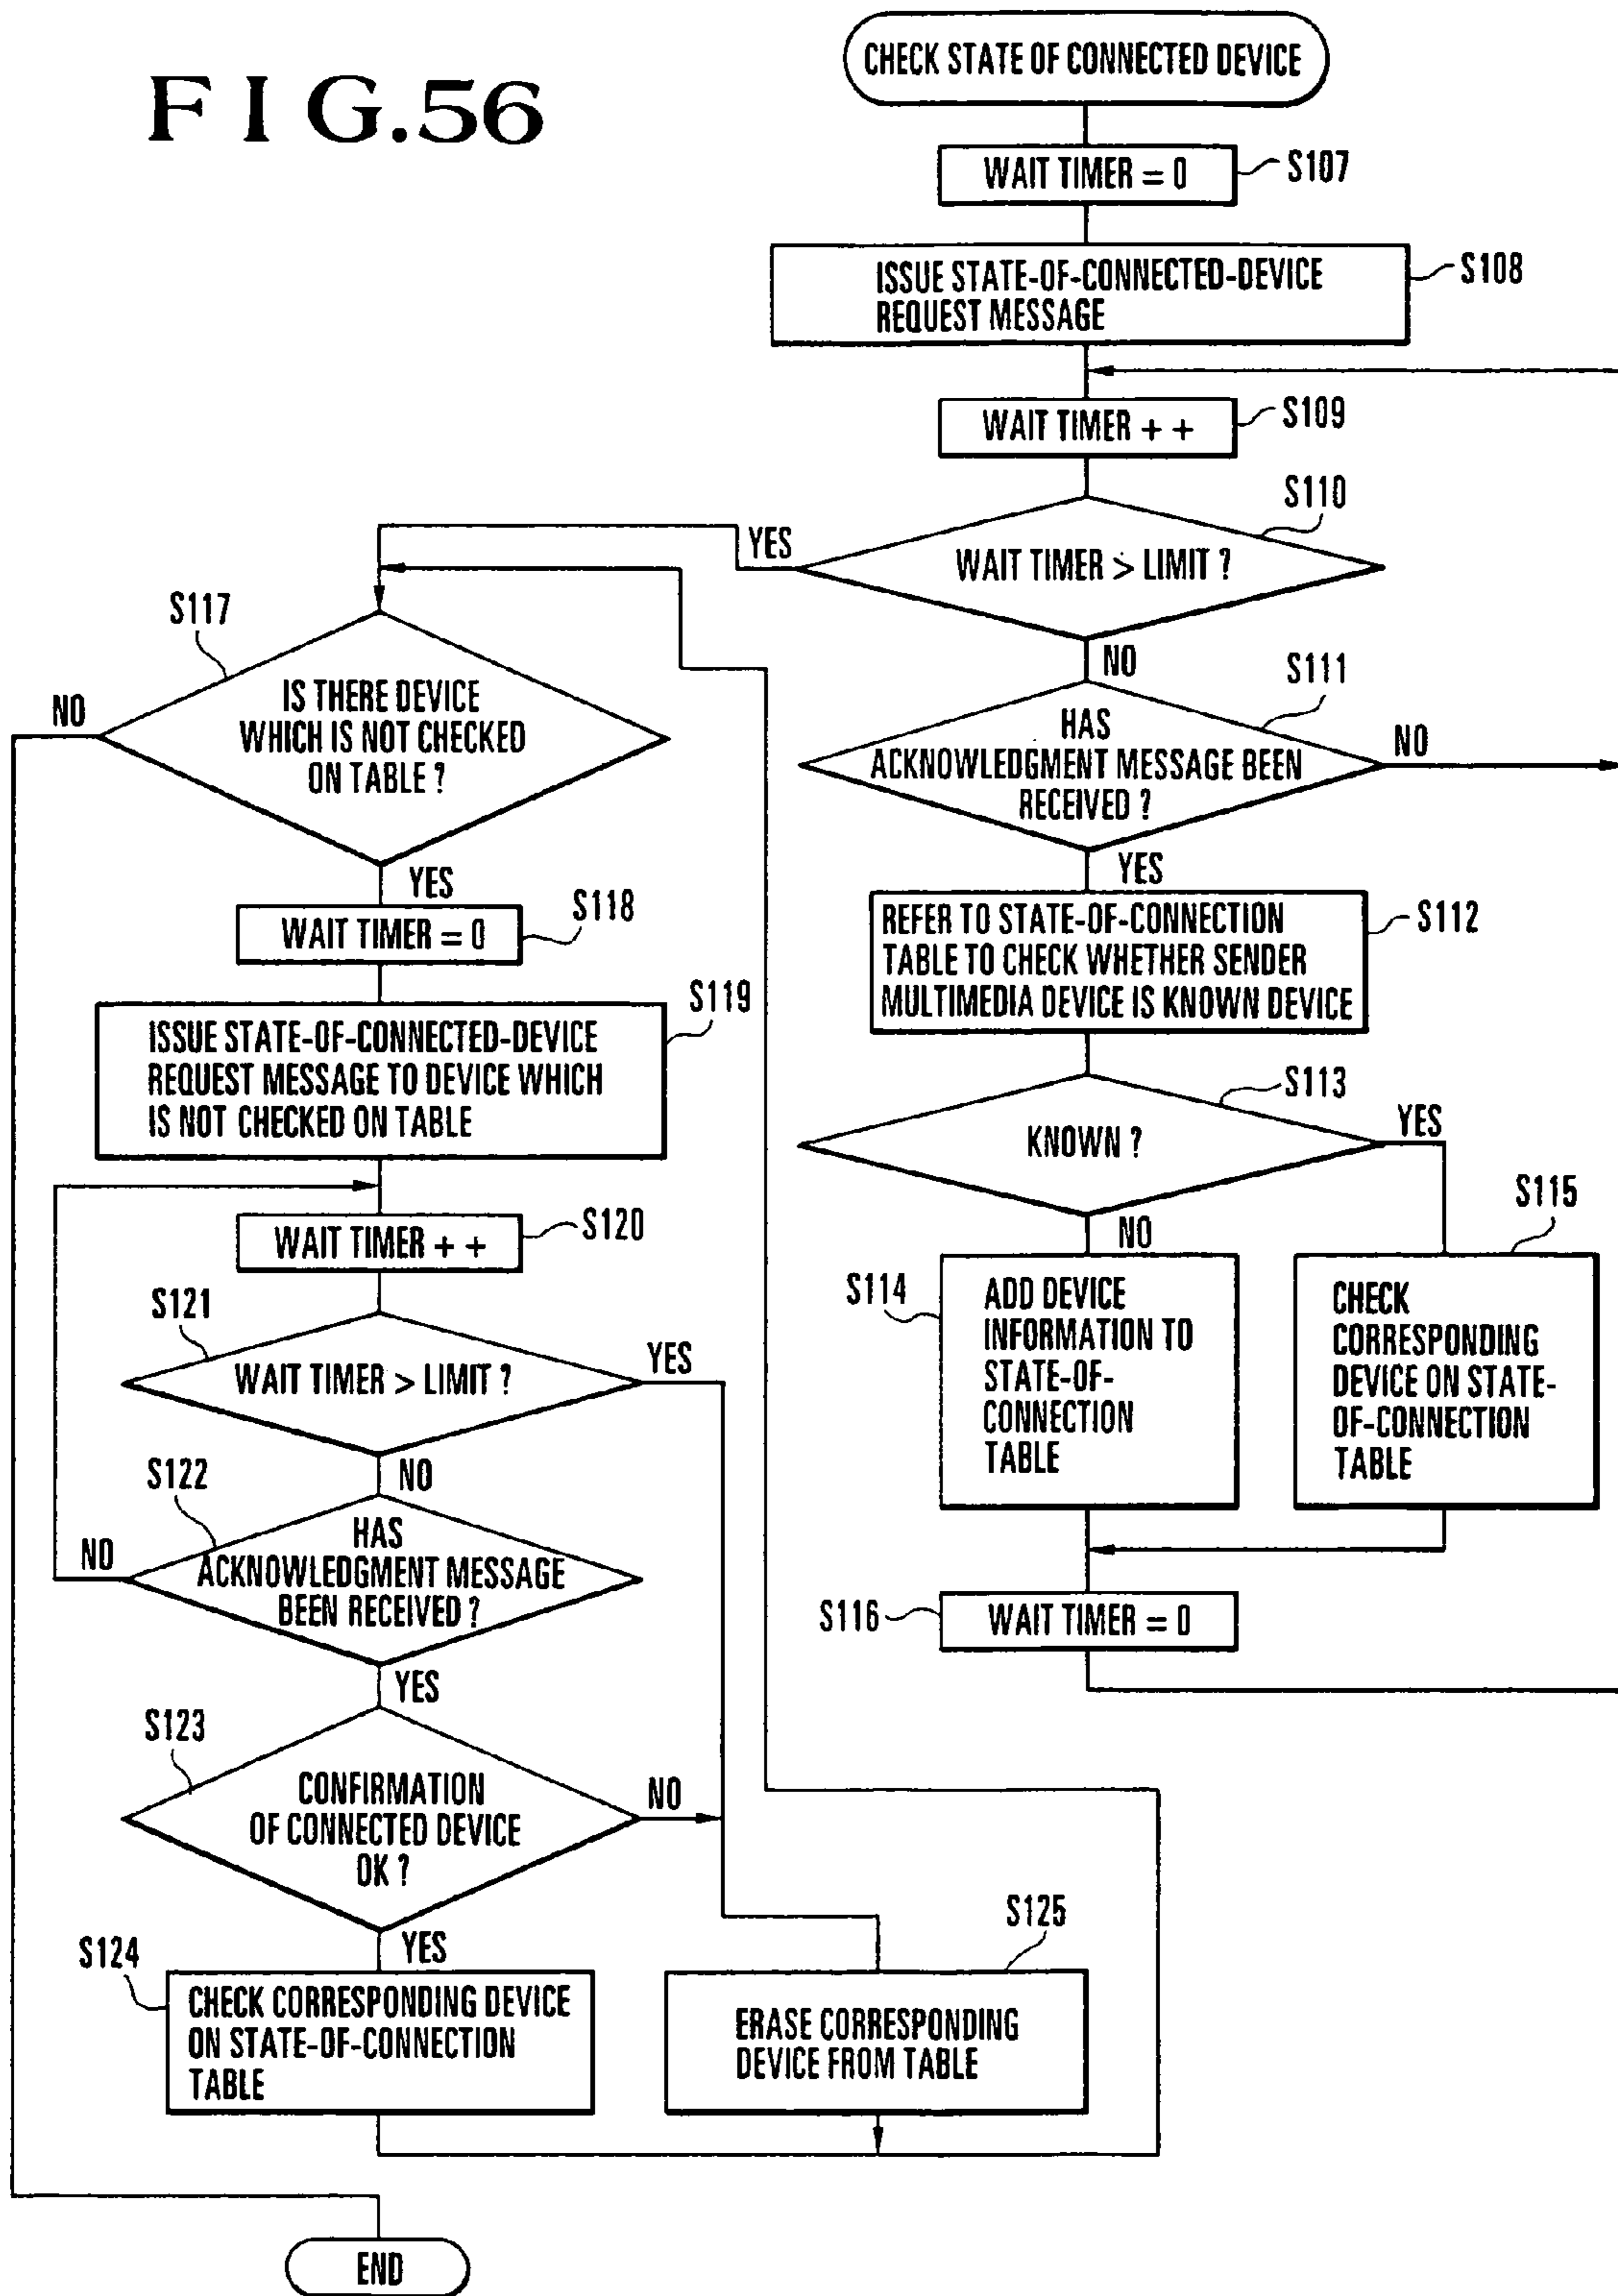 FIG.56
CHECK STATE OF CONNECTED DEVICE
WAIT TIMER = 0
S107
ISSUE STATE-OF-CONNECTED-DEVICE
REQUEST MESSAGE
S108
WAIT TIMER + +
S109
S110
WAIT TIMER > LIMIT ?
YES
NO
S111
HAS
ACKNOWLEDGMENT MESSAGE BEEN
RECEIVED ?
NO
YES
REFER TO STATE-OF-CONNECTION
TABLE TO CHECK WHETHER SENDER
MULTIMEDIA DEVICE IS KNOWN DEVICE
S112
S113
KNOWN ?
YES
NO
S114
ADD DEVICE
INFORMATION TO
STATE-OF-
CONNECTION
TABLE
S115
CHECK
CORRESPONDING
DEVICE ON STATE-
OF-CONNECTION
TABLE
S116
WAIT TIMER = 0
S117
NO
IS THERE DEVICE
WHICH IS NOT CHECKED
ON TABLE ?
YES
WAIT TIMER = 0
S118
S119
ISSUE STATE-OF-CONNECTED-DEVICE
REQUEST MESSAGE TO DEVICE WHICH
IS NOT CHECKED ON TABLE
WAIT TIMER + +
S120
S121
WAIT TIMER > LIMIT ?
YES
NO
S122
HAS
ACKNOWLEDGMENT MESSAGE
BEEN RECEIVED ?
NO
YES
S123
CONFIRMATION
OF CONNECTED DEVICE
OK ?
NO
YES
S124
CHECK CORRESPONDING DEVICE
ON STATE-OF-CONNECTION
TABLE
S125
ERASE CORRESPONDING
DEVICE FROM TABLE
END